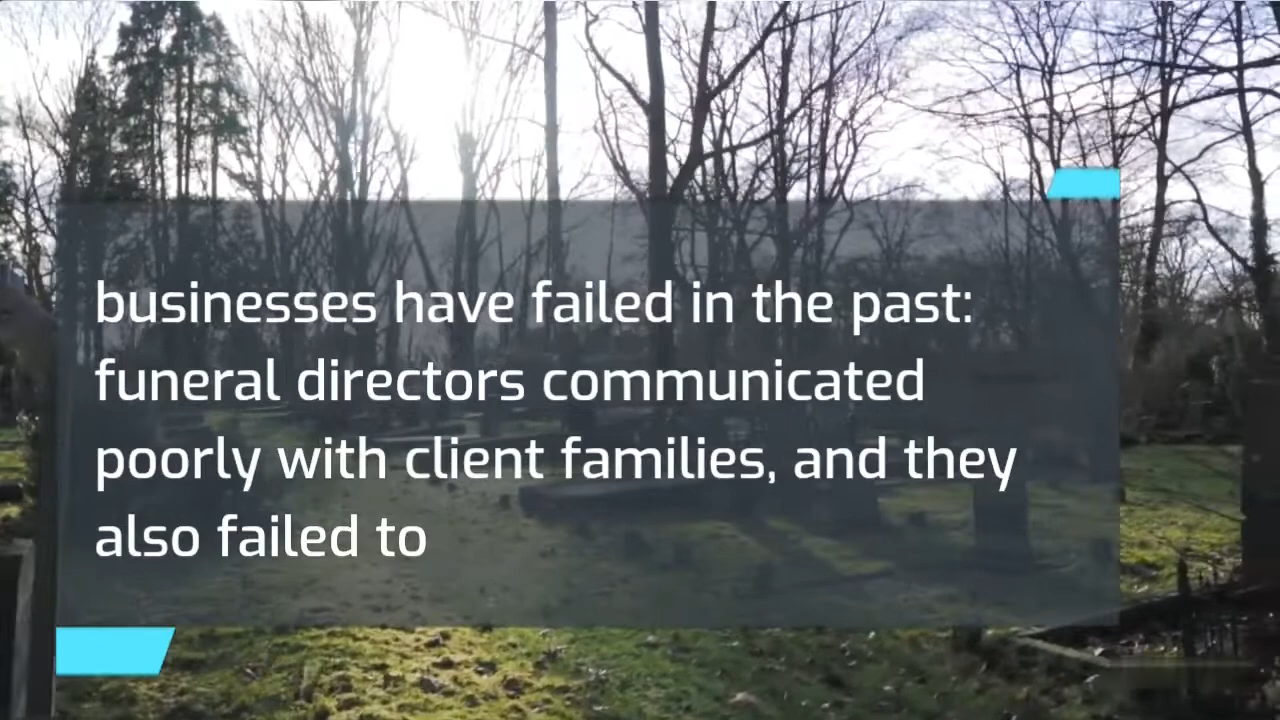 businesses have failed in the past:
funeral directors communicated
poorly with client families, and they
also failed to